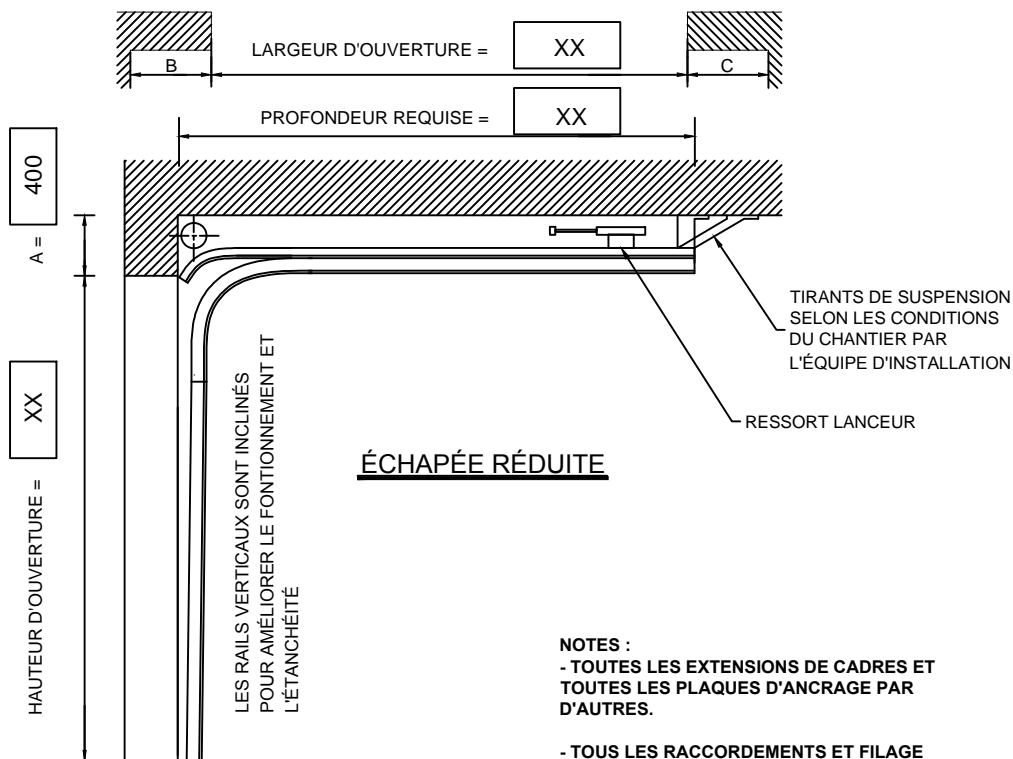 LARGEUR D'OUVERTURE =
XX
B
C
PROFONDEUR REQUISE =
XX
400
A =
TIRANTS DE SUSPENSION
SELON LES CONDITIONS
DU CHANTIER PAR
L'ÉQUIPE D'INSTALLATION
RESSORT LANCEUR
XX
HAUTEUR D'OUVERTURE =
LES RAILS VERTICAUX SONT INCLINÉS
POUR AMÉLIORER LE FONTIONNEMENT ET
L'ÉTANCHÉITÉ
ÉCHAPÉE RÉDUITE
NOTES :
- TOUTES LES EXTENSIONS DE CADRES ET
TOUTES LES PLAQUES D'ANCRAGE PAR
D'AUTRES.
- TOUS LES RACCORDEMENTS ET FILAGE